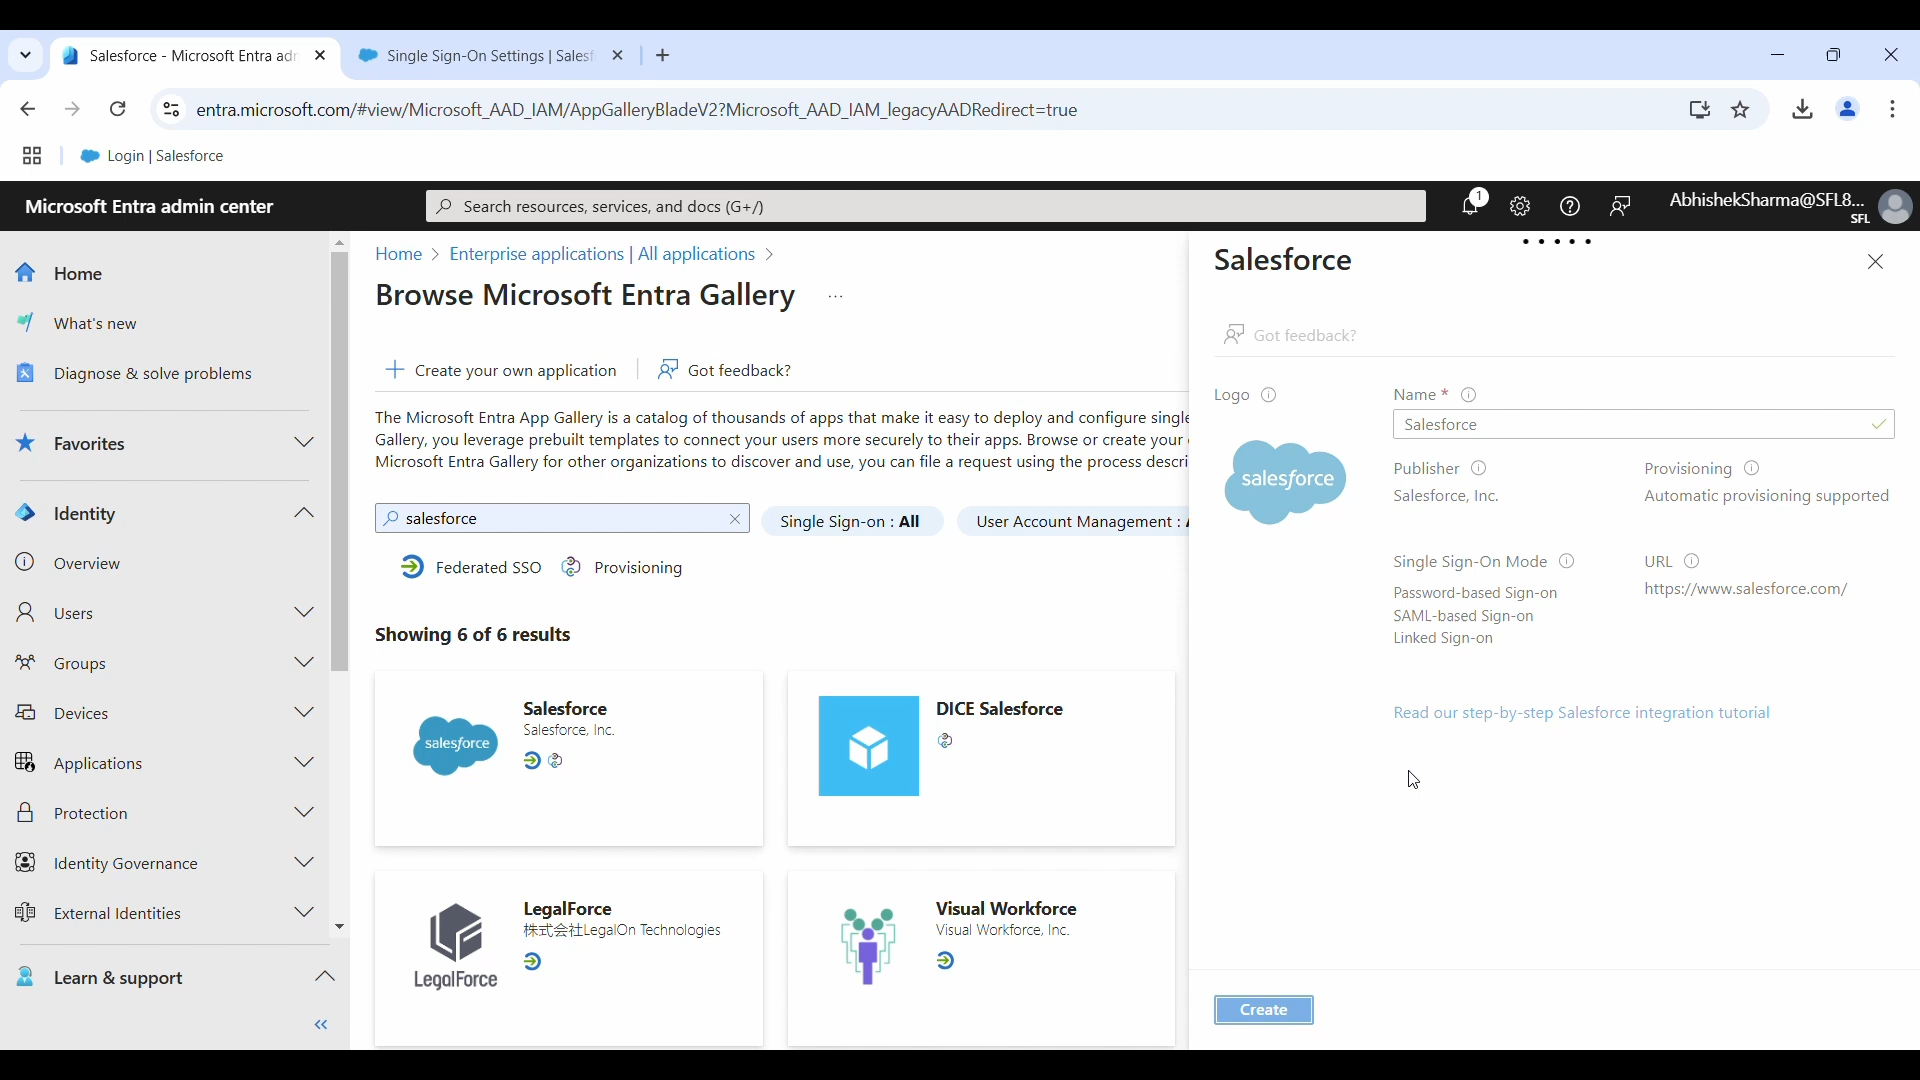 Salesforce - Microsoft Entra adr
Single Sign-On Settings | Salesf
entra.microsoft.com/#view/Microsoft_AAD_IAM/AppGalleryBladeV2?Microsoft_AAD_IAM_legacyAADRedirect=true
Login | Salesforce
Microsoft Entra admin center
Search resources, services, and docs (G+/)
1
AbhishekSharma@SFL8...
SFL
Home
What's new
Diagnose & solve problems
Favorites
Identity
Overview
Users
Groups
Devices
Applications
Protection
Identity Governance
External Identities
Learn & support
Home > Enterprise applications | All applications >
Browse Microsoft Entra Gallery ...
Create your own application
Got feedback?
The Microsoft Entra App Gallery is a catalog of thousands of apps that make it easy to deploy and configure single
Gallery, you leverage prebuilt templates to connect your users more securely to their apps. Browse or create your
Microsoft Entra Gallery for other organizations to discover and use, you can file a request using the process descri
salesforce
Single Sign-on : All
User Account Management :
Federated SSO
Provisioning
Showing 6 of 6 results
salesforce
Salesforce
Salesforce, Inc.
DICE Salesforce
LegalForce
LegalForce
株式会社LegalOn Technologies
Visual Workforce
Visual Workforce, Inc.
Salesforce
Got feedback?
Logo
salesforce
Name *
Salesforce
Publisher
Salesforce, Inc.
Provisioning
Automatic provisioning supported
Single Sign-On Mode
Password-based Sign-on
SAML-based Sign-on
Linked Sign-on
URL
https://www.salesforce.com/
Read our step-by-step Salesforce integration tutorial
Create